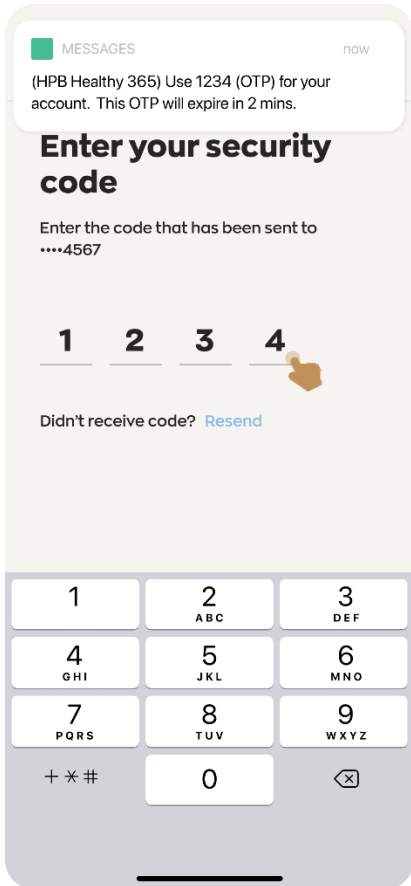 MESSAGES now
(HPB Healthy 365) Use 1234 (OTP) for your
account. This OTP will expire in 2 mins.
Enter your security
code
Enter the code that has been sent to
••••4567
1 2 3 4
Didn't receive code? Resend
1 2 3
ABC DEF
4 5 6
GHI JKL MNO
7 8 9
PQRS TUV WXYZ
+*# 0